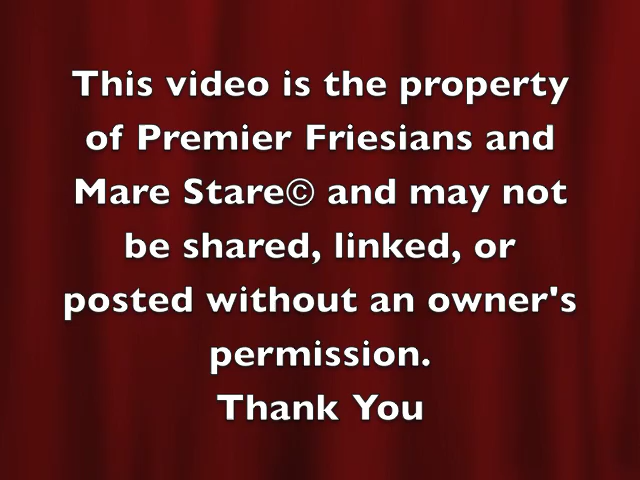 This video is the property
of Premier Friesians and
Mare Stare© and may not
be shared, linked, or
posted without an owner's
permission.
Thank You